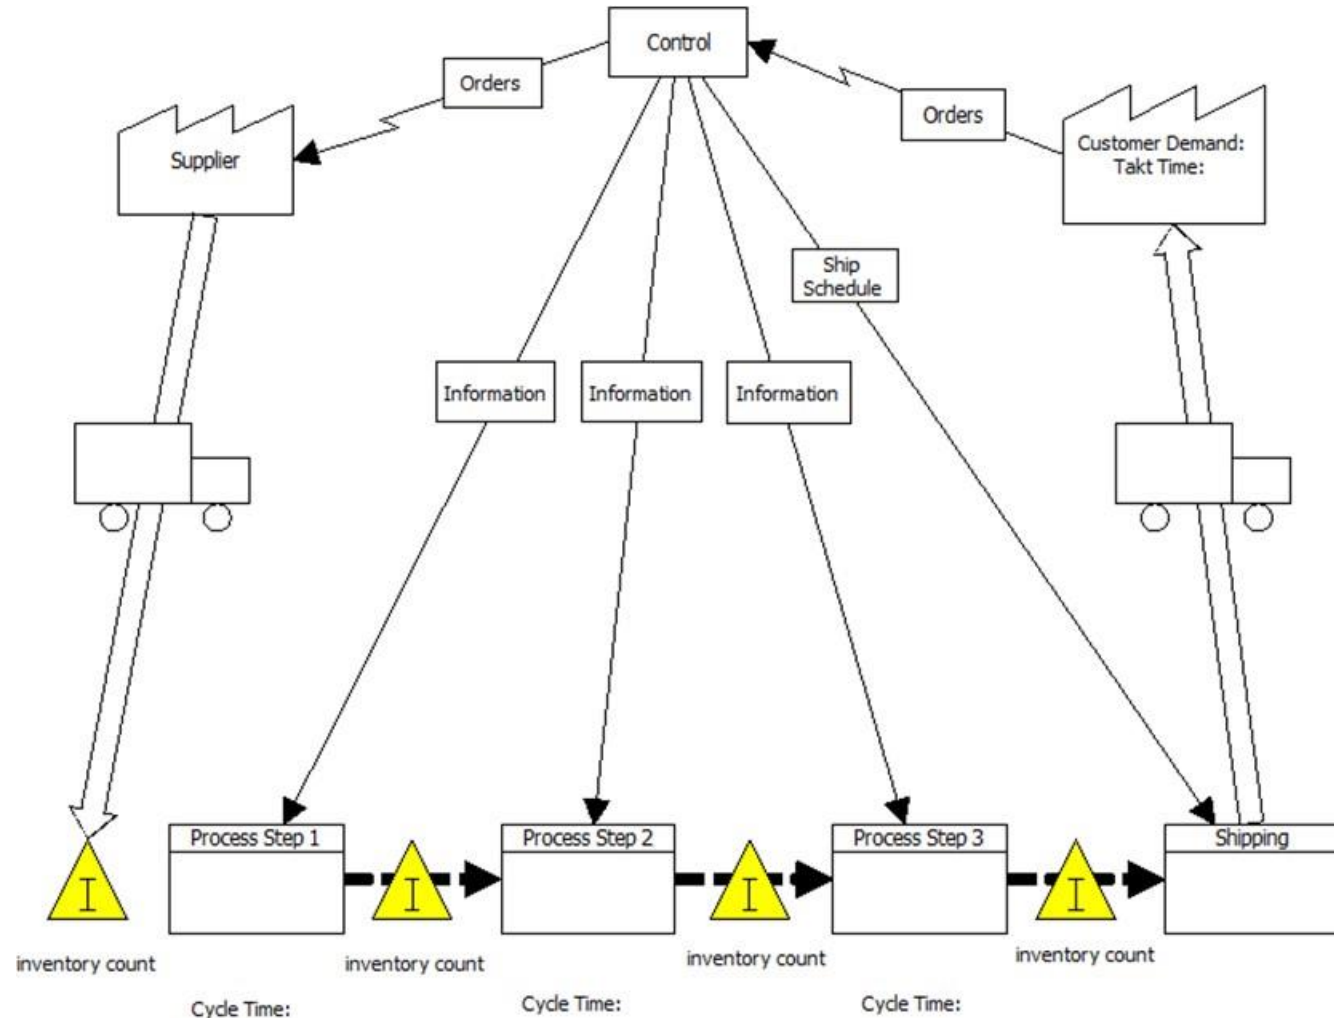 Control
Orders
Orders
Supplier
Customer Demand:
Takt Time:
Ship
Schedule
Information
Information
Information
Process Step 1
Process Step 2
Process Step 3
Shipping
I
I
I
I
inventory count
inventory count
inventory count
inventory count
Cycle Time:
Cycle Time:
Cycle Time: